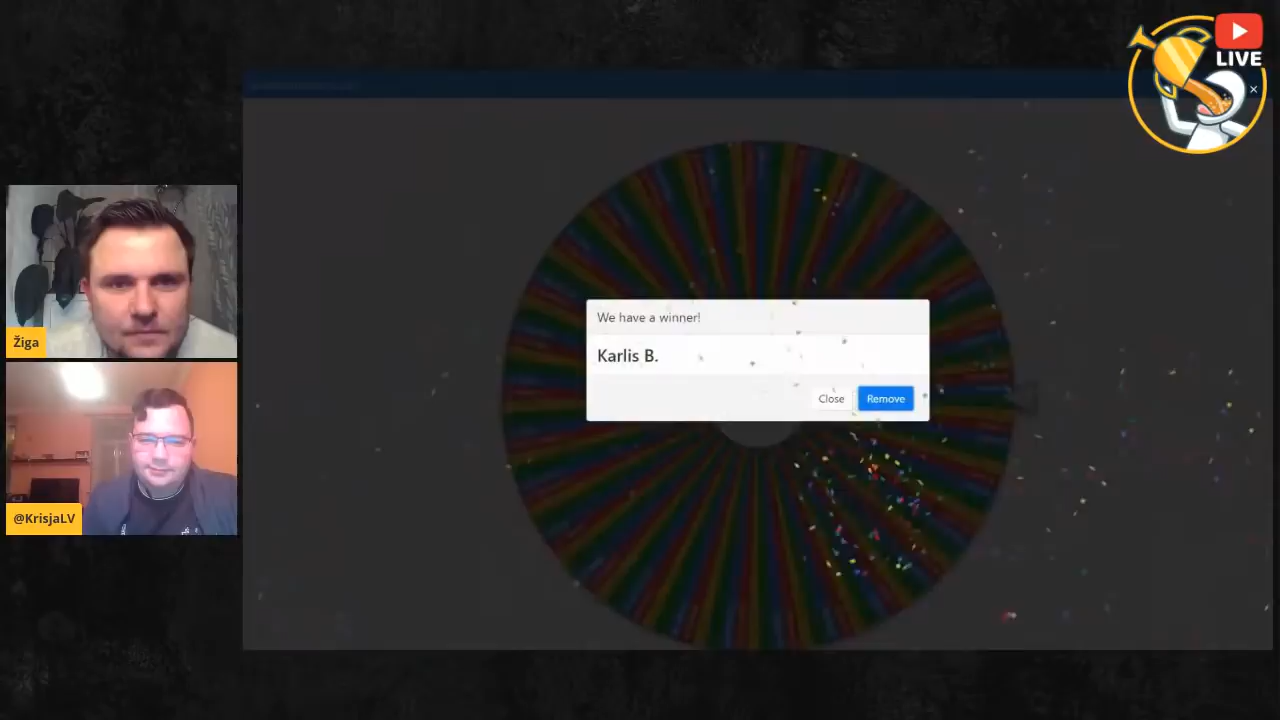 LIVE
We have a winner!
Karlis B.
Close
Remove
Žiga
@KrisjaLV